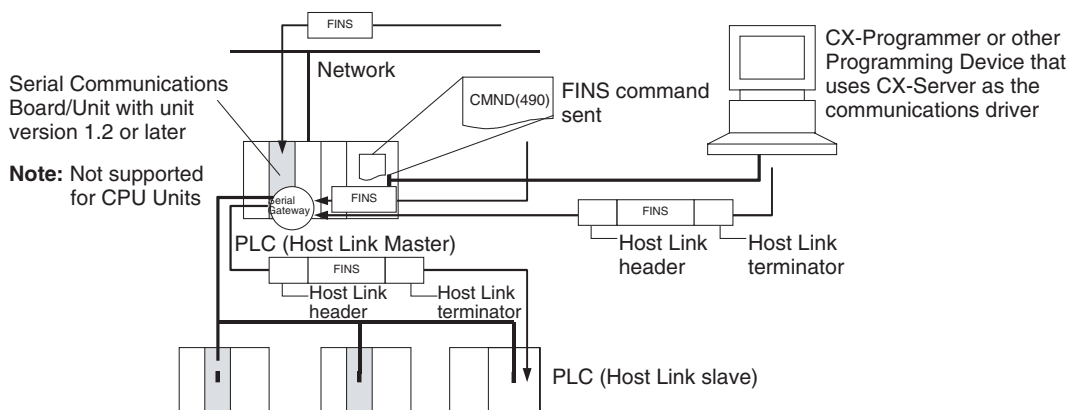 FINS
Network
Serial Communications
Board/Unit with unit
version 1.2 or later
Note: Not supported
for CPU Units
CMND(490)
FINS command
sent
CX-Programmer or other
Programming Device that
uses CX-Server as the
communications driver
FINS
Serial
Gateway
FINS
Host Link
header
Host Link
terminator
PLC (Host Link Master)
FINS
Host Link
header
Host Link
terminator
PLC (Host Link slave)